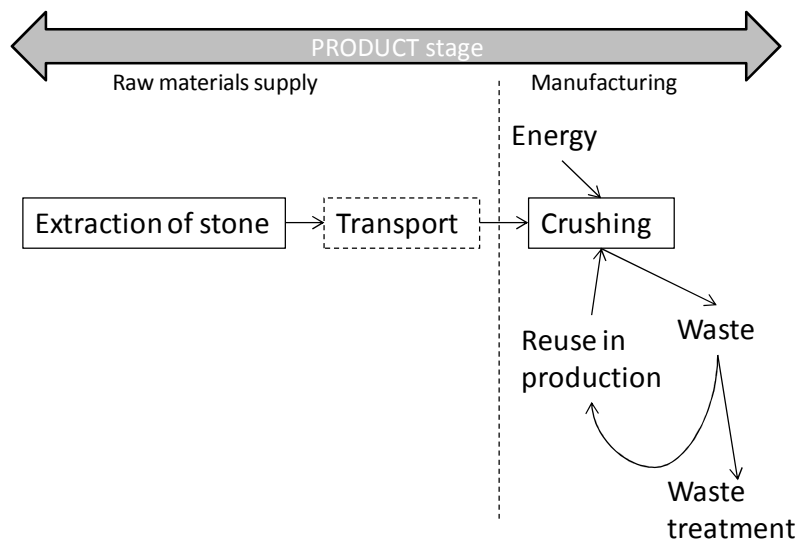 PRODUCT stage
Raw materials supply
Manufacturing
Energy
Extraction of stone
Transport
Crushing
Reuse in
production
Waste
Waste
treatment